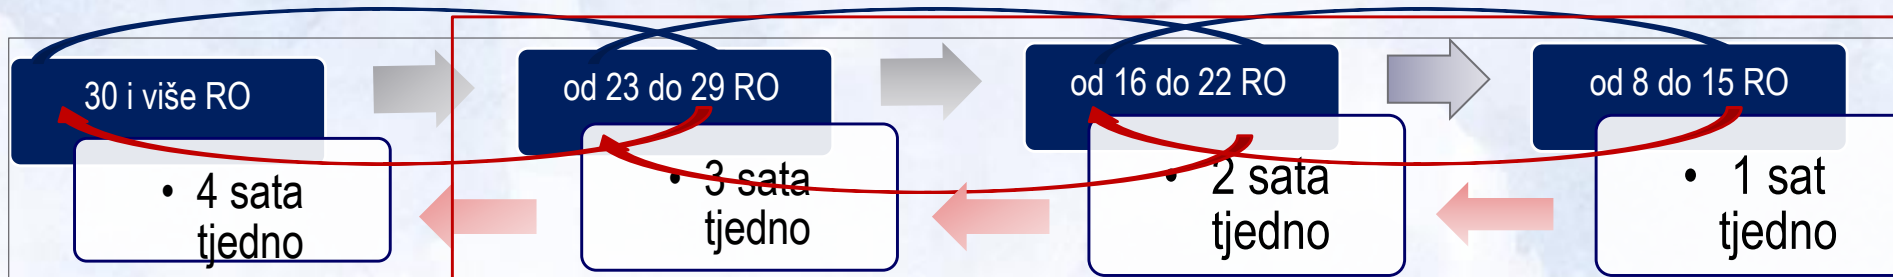 30 i više RO
• 4 sata
tjedno
od 23 do 29 RO
• 3 sata
tjedno
od 16 do 22 RO
• 2 sata
tjedno
od 8 do 15 RO
• 1 sat
tjedno